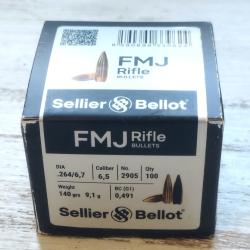 FMJ
Rifle
BULLETS
Sellier Bellot
FMJ Rifle
BULLETS
DIA Caliber No. Qty
.264/6,7 6,5 2905 100
Weight BC (G1)
140 grs 9,1 g 0,491
Sellier Bellot